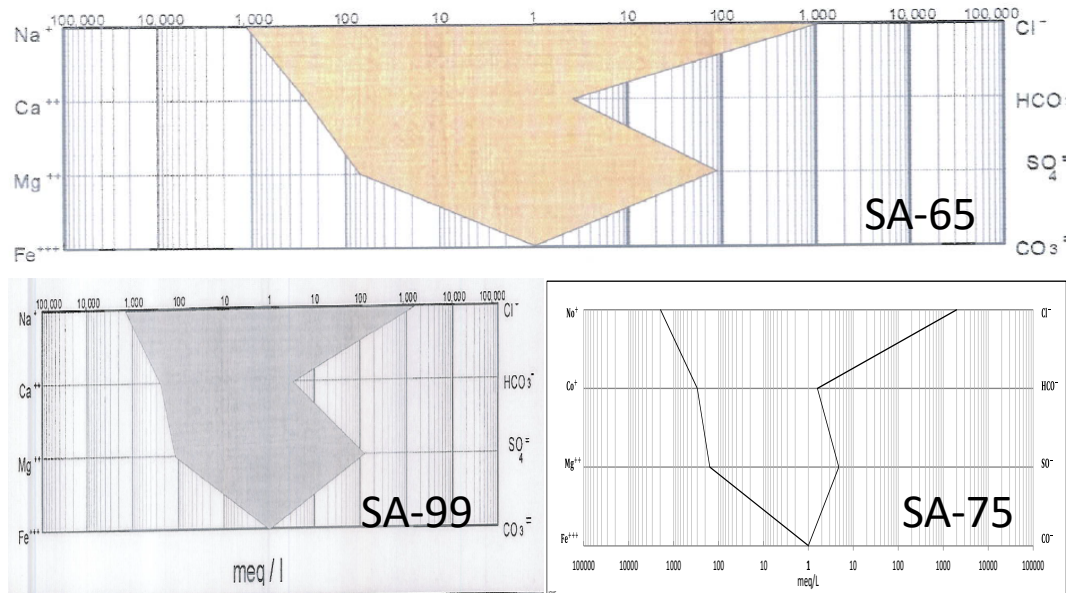 100,000 10,000 1,000 100 10 1 10 100 1,000 10,000 100,000
Na+ Cl-
Ca++ HCO3
Mg++ SO4=
Fe+++ CO3=
SA-65
100,000 10,000 1,000 100 10 1 10 100 1,000 10,000 100,000
Na+ Cl-
Ca++ HCO3-
Mg++ SO4=
Fe+++ CO3=
SA-99
meq / l
No+ Cl-
Co+ HCO-
Mg++ SO-
Fe+++ CO-
SA-75
100000 10000 1000 100 10 1 10 100 1000 10000 100000
meq/L